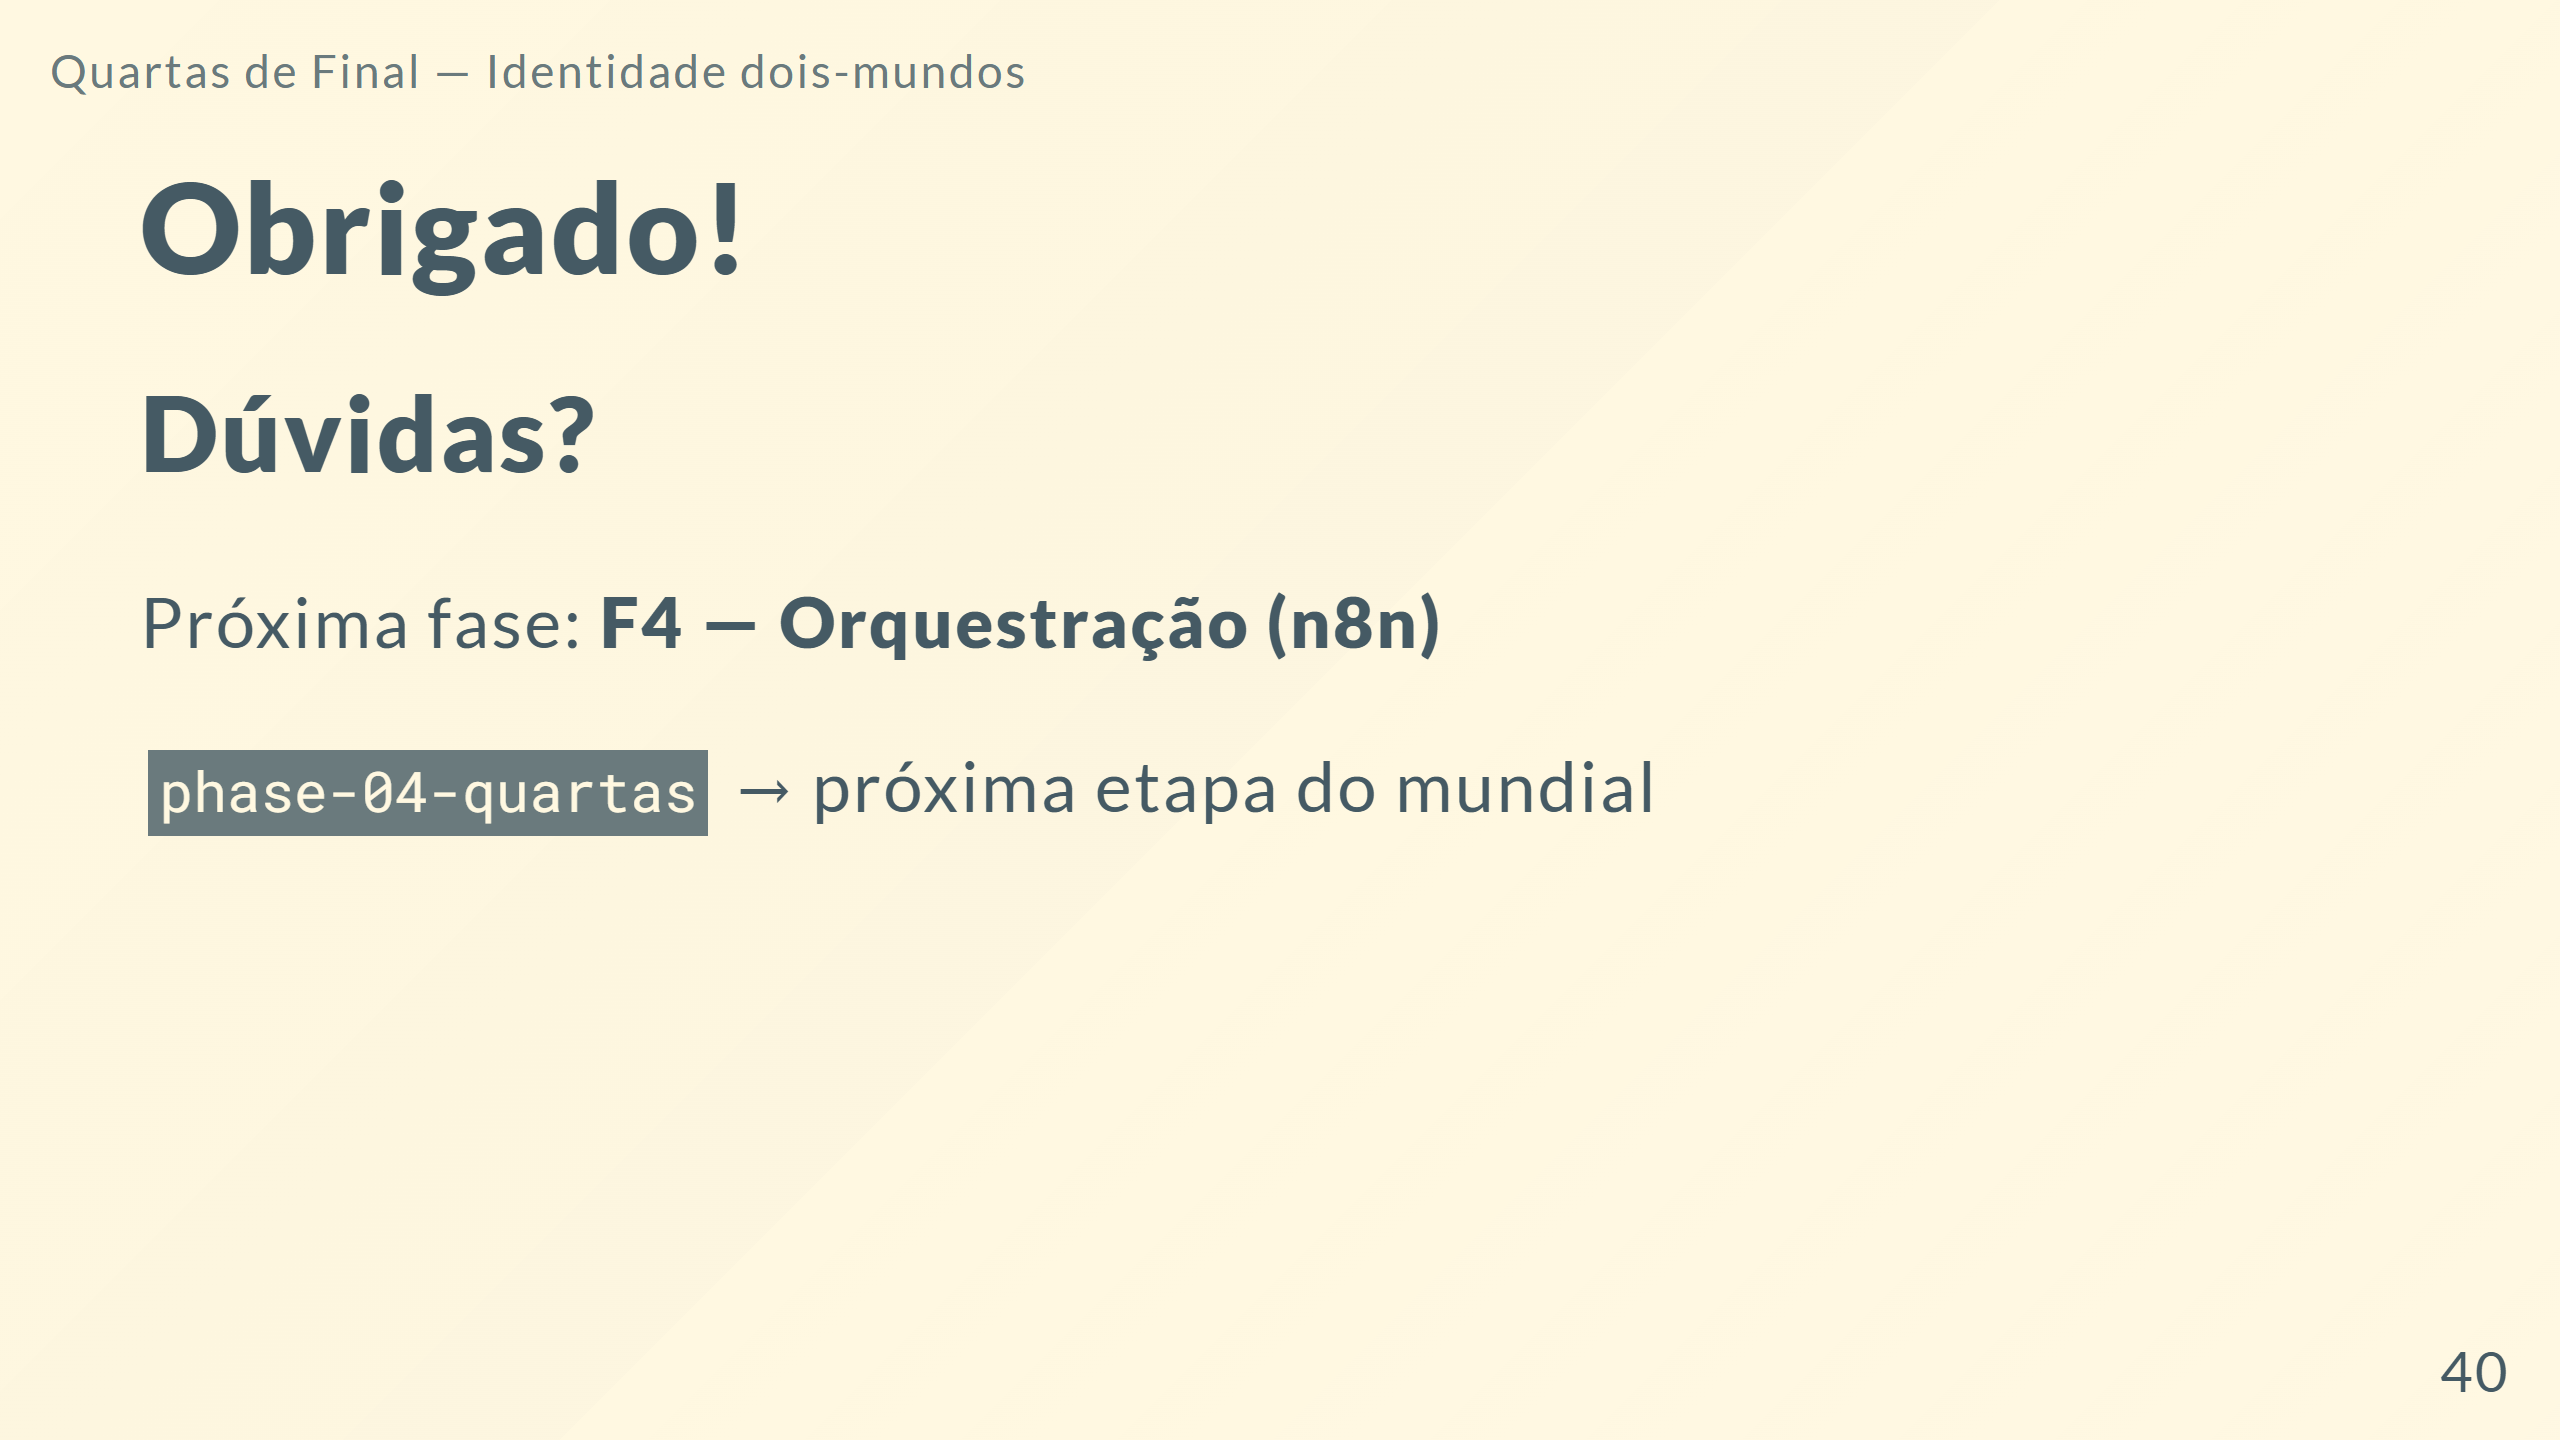 Quartas de Final — Identidade dois-mundos
Obrigado!
Dúvidas?
Próxima fase: F4 — Orquestração (n8n)
phase-04-quartas → próxima etapa do mundial
40